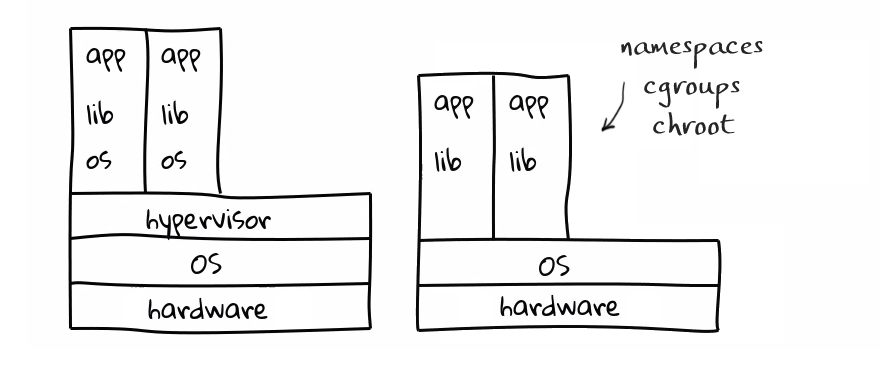 app app
lib lib
os os
hypervisor
OS
hardware
app app
lib lib
OS
hardware
namespaces
cgroups
chroot